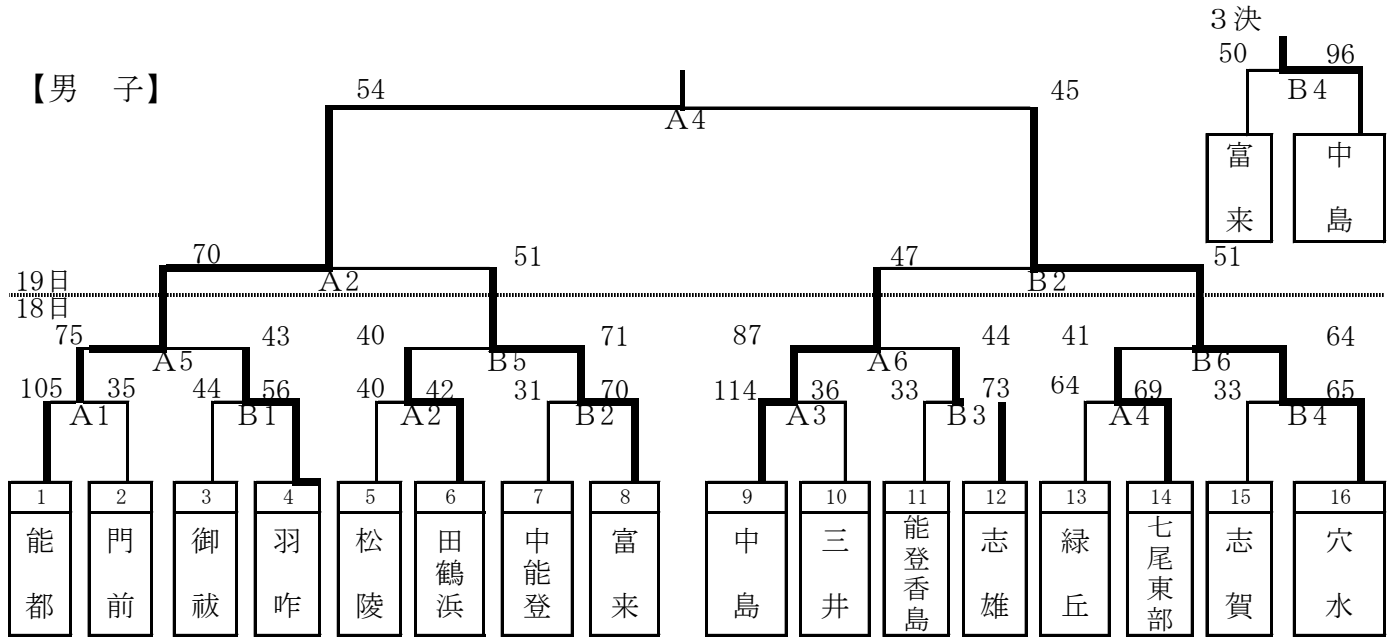 3決
50 96
【男 子】
54 45
B4
A4
富来 中島
70 51 47 51
19日
A2 B2
18日
75 43 40 71 87 44 41 64
A5 B5 A6 B6
105 35 44 56 40 42 31 70 114 36 33 73 64 69 33 65
A1 B1 A2 B2 A3 B3 A4 B4
1 2 3 4 5 6 7 8 9 10 11 12 13 14 15 16
能都 門前 御祓 羽咋 松陵 田鶴浜 中能登 富来 中島 三井 能登香島 志雄 緑丘 七尾東部 志賀 穴水